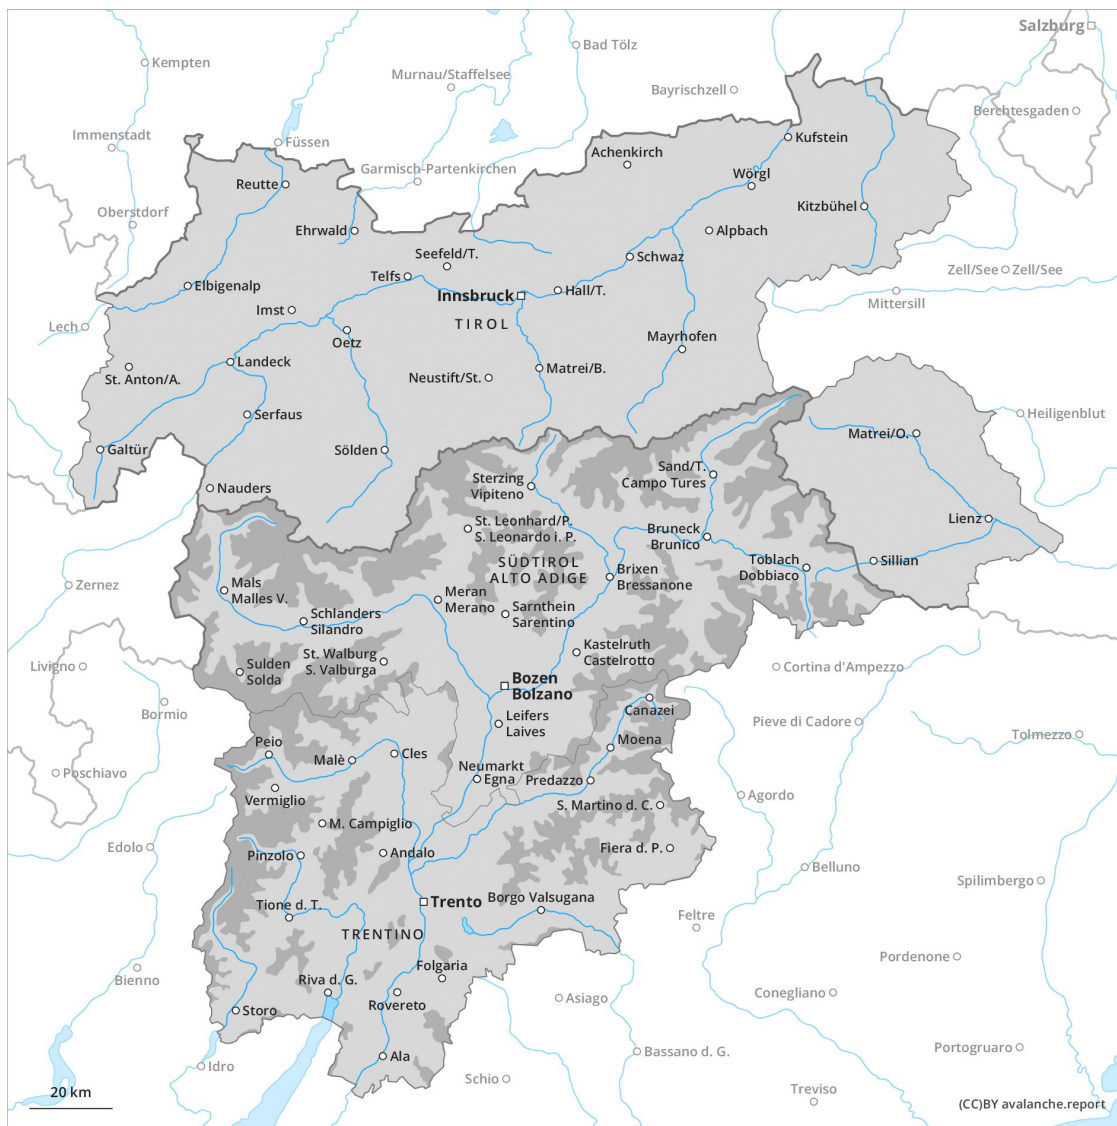 Salzburg
Bad Tölz
Kempten
Murnau/Staffelsee
Bayrischzell
Berchtesgaden
Immenstadt
Füssen
Kufstein
Achenkirch
Garmisch-Partenkirchen
Wörgl
Reutte
Kitzbühel
Oberstdorf
Ehrwald
Alpbach
Seefeld/T.
Schwaz
Telfs
Zell/See
Zell/See
Elbigenalp
Hall/T.
Innsbruck
Mittersill
Imst
TIROL
Lech
Oetz
Mayrhofen
Landeck
Matrei/B.
St. Anton/A.
Neustift/St.
Serfaus
Heiligenblut
Matrei/O.
Galtür
Sölden
Sand/T.
Campo Tures
Sterzing
Vipiteno
Nauders
St. Leonhard/P.
S. Leonardo i. P.
Lienz
Bruneck
Brunico
SÜDTIROL
ALTO ADIGE
Toblach
Dobbiaco
Sillian
Brixen
Bressanone
Zernez
Mals
Malles V.
Meran
Merano
Sarnthein
Sarentino
Schlanders
Silandro
Kastelruth
Castelrotto
St. Walburg
S. Valburga
Livigno
Sulden
Solda
Cortina d'Ampezzo
Bozen
Bolzano
Canazei
Bormio
Leifers
Laives
Pieve di Cadore
Tolmezzo
Moena
Peio
Malè
Cles
Poschiavo
Neumarkt
Egna
Predazzo
Vermiglio
S. Martino d. C.
Agordo
M. Campiglio
Edolo
Pinzolo
Andalo
Fiera d. P.
Belluno
Spilimbergo
Trento
Borgo Valsugana
Tione d. T.
Feltre
TRENTINO
Pordenone
Folgaria
Bienno
Riva d. G.
Rovereto
Asiago
Conegliano
Storo
Portogruaro
Ala
Bassano d. G.
Idro
Schio
Treviso
20 km
(CC)BY avalanche.report